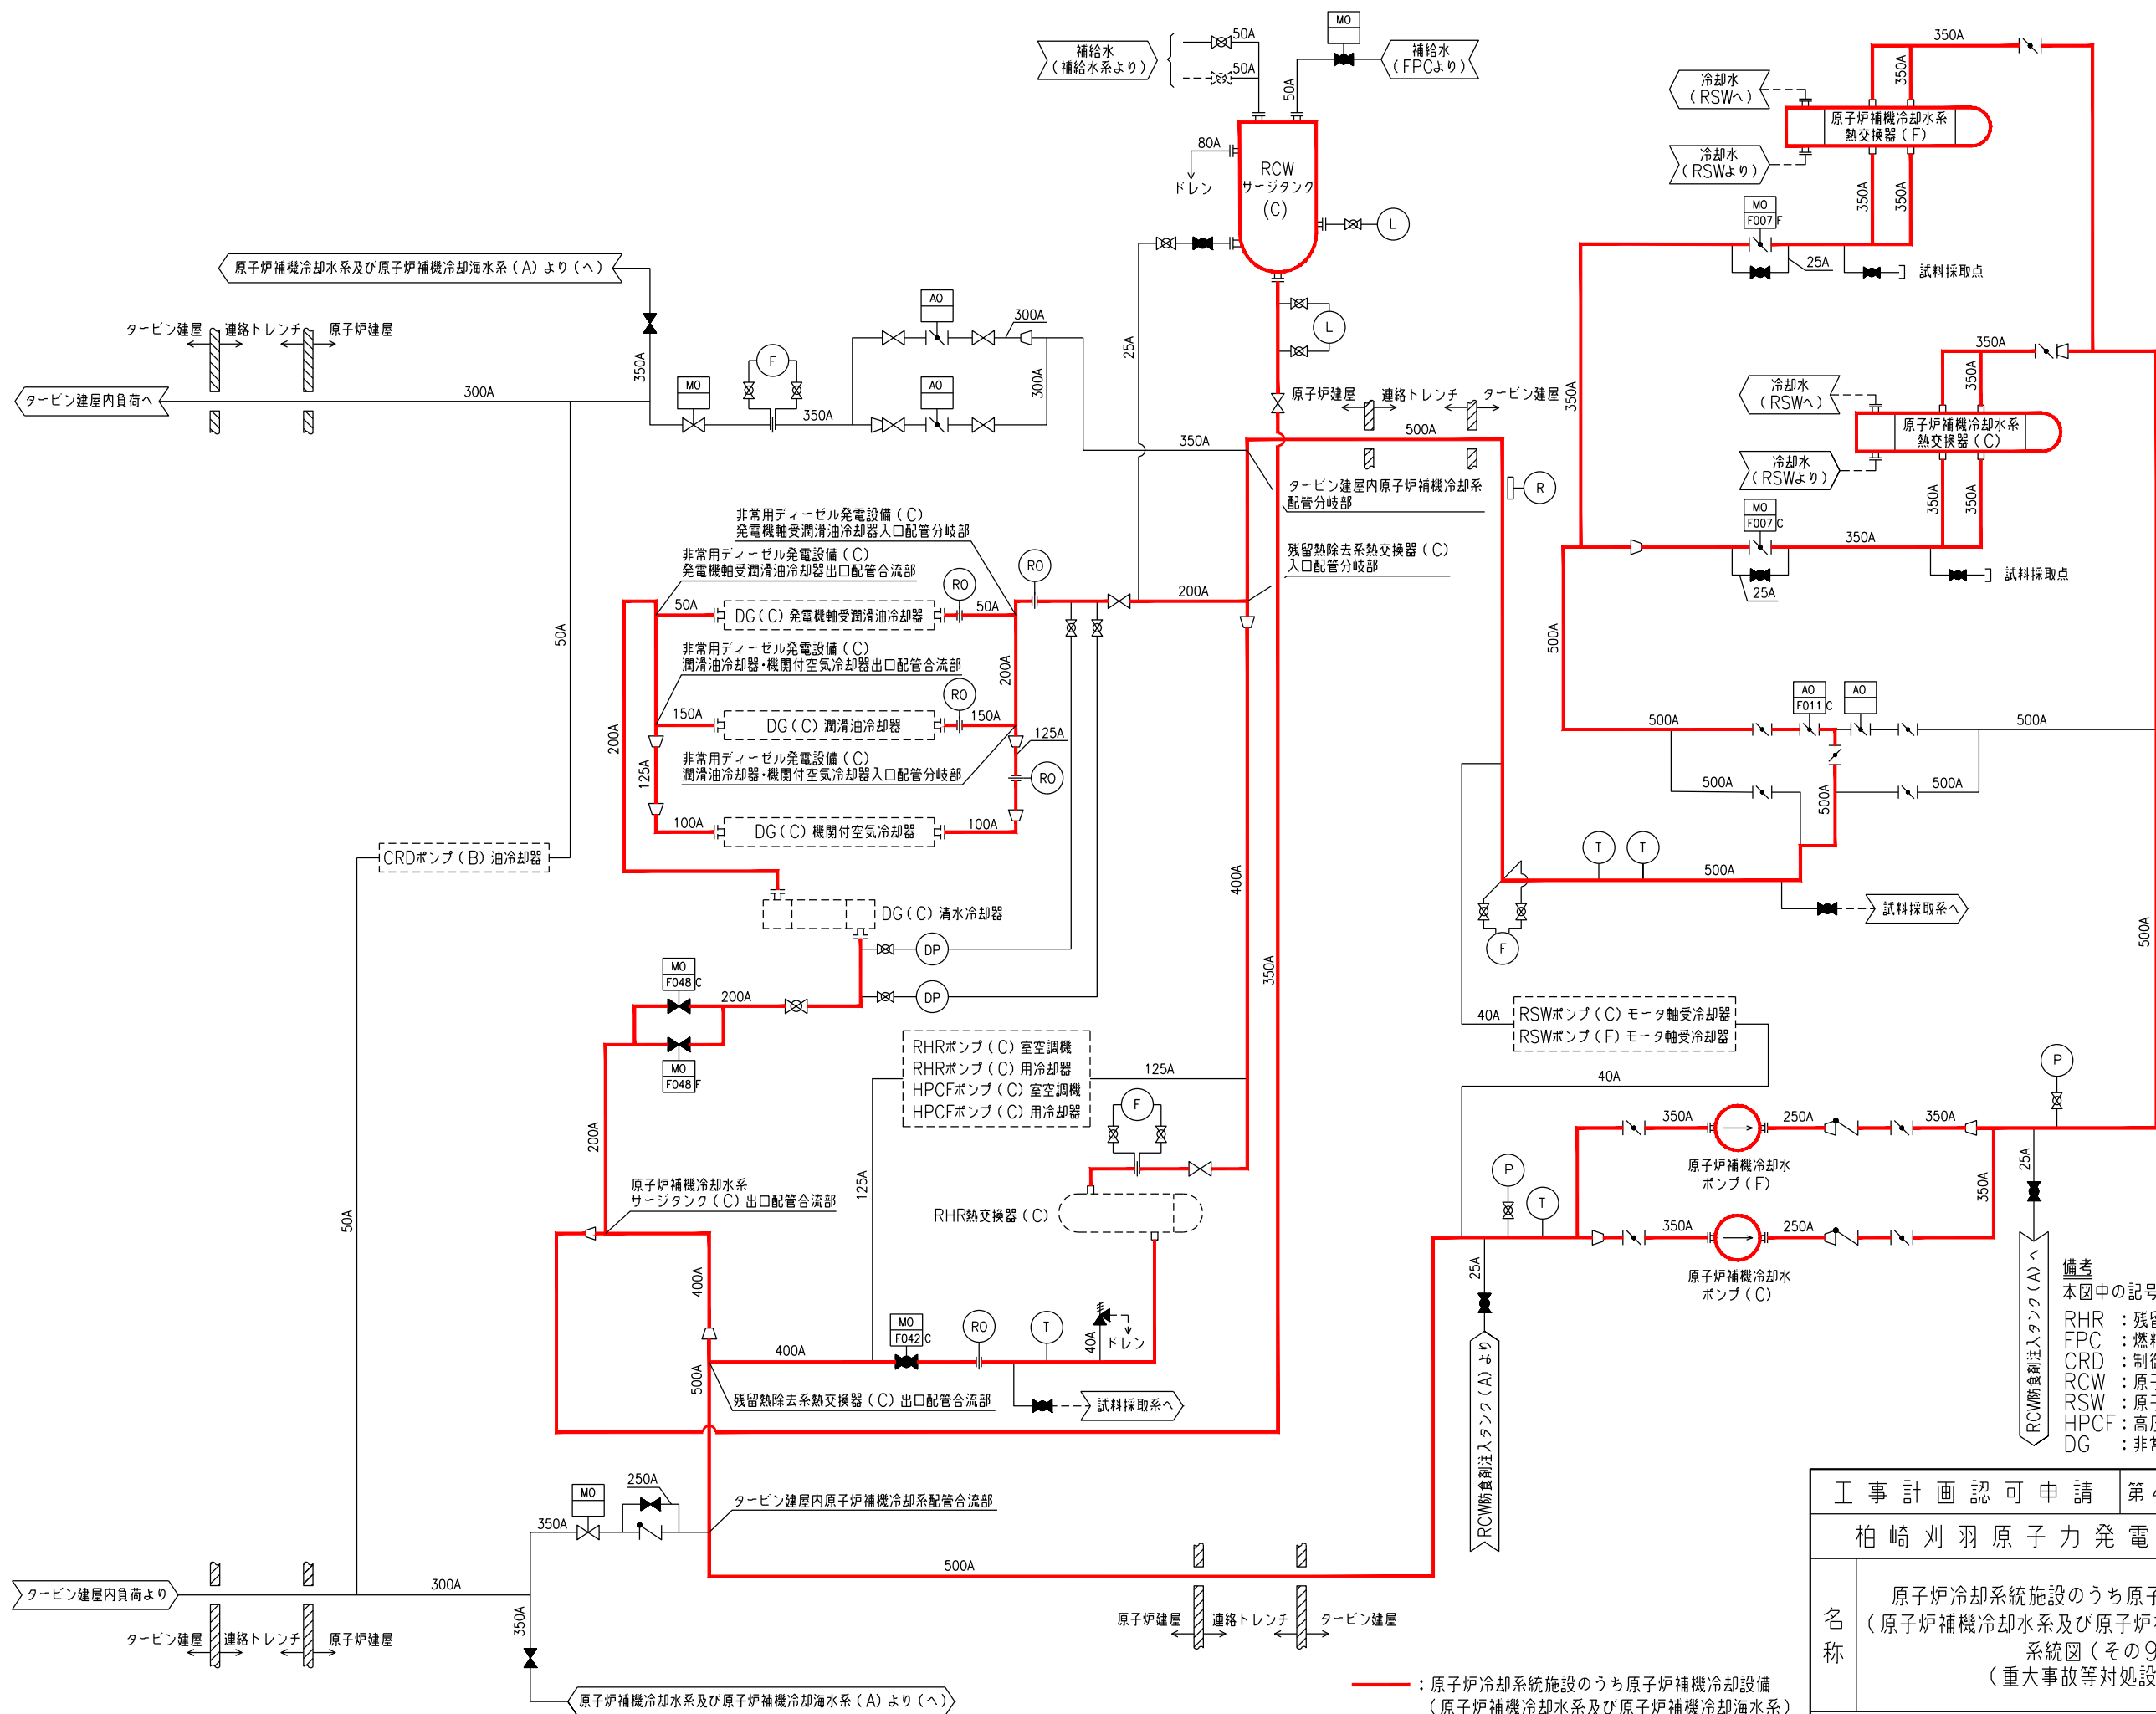 補給水
(補給水系より)
50A
50A
50A
MO
補給水
(FPCより)
80A
ドレン
RCW
サージタンク
(C)
L
L
350A
350A
冷却水
(RSWへ)
原子炉補機冷却水系
熱交換器(F)
冷却水
(RSWより)
350A
350A
MO
F007F
25A
試料採取点
350A
350A
冷却水
(RSWへ)
原子炉補機冷却水系
熱交換器(C)
冷却水
(RSWより)
350A
350A
350A
MO
F007C
350A
25A
試料採取点
原子炉補機冷却水系及び原子炉補機冷却海水系(A)より(へ)
タービン建屋
連絡トレンチ
原子炉建屋
タービン建屋内負荷へ
300A
350A
MO
F
350A
AO
AO
300A
300A
25A
350A
原子炉建屋
連絡トレンチ
タービン建屋
500A
R
タービン建屋内原子炉補機冷却系
配管分岐部
残留熱除去系熱交換器(C)
入口配管分岐部
非常用ディーゼル発電設備(C)
発電機軸受潤滑油冷却器入口配管分岐部
非常用ディーゼル発電設備(C)
発電機軸受潤滑油冷却器出口配管合流部
RO
RO
200A
50A
DG(C)発電機軸受潤滑油冷却器
50A
非常用ディーゼル発電設備(C)
潤滑油冷却器・機関付空気冷却器出口配管合流部
200A
RO
150A
DG(C)潤滑油冷却器
150A
非常用ディーゼル発電設備(C)
潤滑油冷却器・機関付空気冷却器入口配管分岐部
125A
RO
200A
125A
100A
DG(C)機関付空気冷却器
100A
50A
CRDポンプ(B)油冷却器
50A
DG(C)清水冷却器
DP
DP
MO
F048C
200A
MO
F048F
200A
400A
350A
500A
500A
AO
F011C
AO
500A
500A
500A
500A
T
T
500A
試料採取系へ
F
500A
40A
RSWポンプ(C)モータ軸受冷却器
RSWポンプ(F)モータ軸受冷却器
40A
RHRポンプ(C)室空調機
RHRポンプ(C)用冷却器
HPCFポンプ(C)室空調機
HPCFポンプ(C)用冷却器
125A
125A
F
RHR熱交換器(C)
原子炉補機冷却水系
サージタンク(C)出口配管合流部
400A
500A
400A
MO
F042C
RO
T
40A
ドレン
残留熱除去系熱交換器(C)出口配管合流部
試料採取系へ
P
T
350A
250A
350A
原子炉補機冷却水
ポンプ(F)
350A
250A
350A
原子炉補機冷却水
ポンプ(C)
P
25A
RCW防食剤注入タンク(A)へ
25A
RCW防食剤注入タンク(A)より
MO
250A
350A
タービン建屋内原子炉補機冷却系配管合流部
500A
原子炉建屋
連絡トレンチ
タービン建屋
タービン建屋内負荷より
300A
350A
タービン建屋
連絡トレンチ
原子炉建屋
原子炉補機冷却水系及び原子炉補機冷却海水系(A)より(へ)
備考
本図中の記号
RHR :残
FPC :燃
CRD :制
RCW :原
RSW :原
HPCF:高
DG :非
:原子炉冷却系統施設のうち原子炉補機冷却設備
(原子炉補機冷却水系及び原子炉補機冷却海水系)
工事計画認可申請 第
柏崎刈羽原子力発電
名称
原子炉冷却系統施設のうち原子
(原子炉補機冷却水系及び原子炉
系統図(その9
(重大事故等対処設